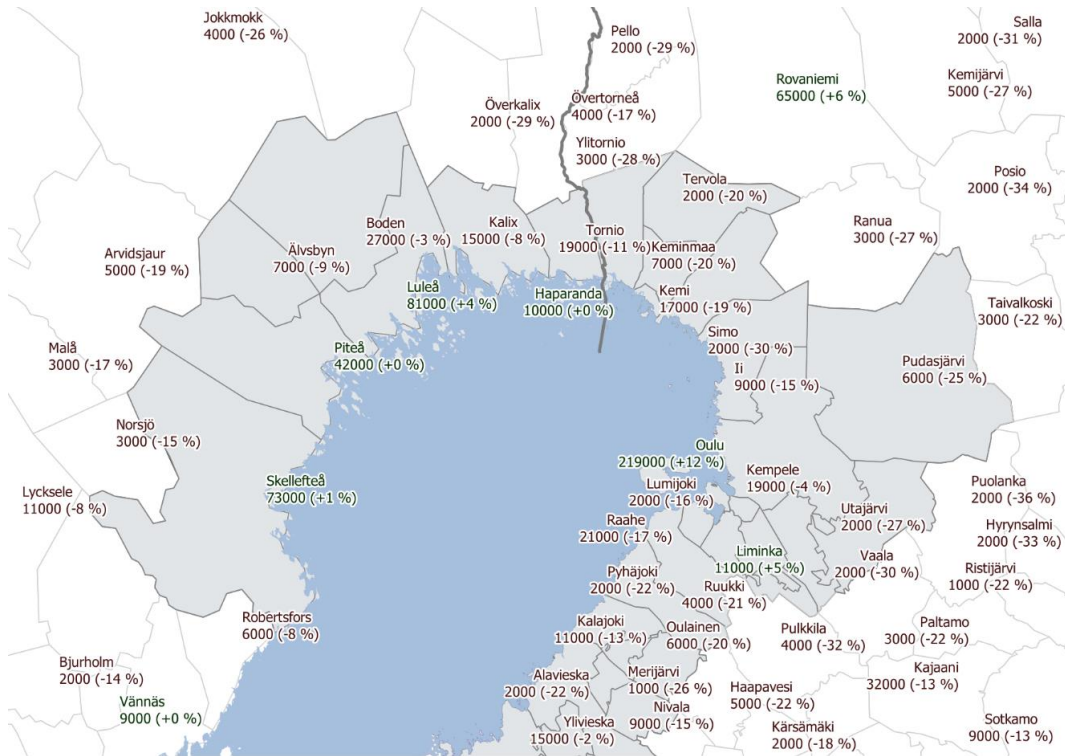 Jokkmokk
4000 (-26 %)
Pello
2000 (-29 %)
Salla
2000 (-31 %)
Rovaniemi
65000 (+6 %)
Kemijärvi
5000 (-27 %)
Överkalix
2000 (-29 %)
Övertorneå
4000 (-17 %)
Ylitornio
3000 (-28 %)
Tervola
2000 (-20 %)
Posio
2000 (-34 %)
Ranua
3000 (-27 %)
Boden
27000 (-3 %)
Kalix
15000 (-8 %)
Tornio
19000 (-11 %)
Keminmaa
7000 (-20 %)
Arvidsjaur
5000 (-19 %)
Älvsbyn
7000 (-9 %)
Luleå
81000 (+4 %)
Haparanda
10000 (+0 %)
Kemi
17000 (-19 %)
Taivalkoski
3000 (-22 %)
Simo
2000 (-30 %)
Malå
3000 (-17 %)
Piteå
42000 (+0 %)
Ii
9000 (-15 %)
Pudasjärvi
6000 (-25 %)
Norsjö
3000 (-15 %)
Oulu
219000 (+12 %)
Skellefteå
73000 (+1 %)
Kempele
19000 (-4 %)
Lumijoki
2000 (-16 %)
Puolanka
2000 (-36 %)
Lycksele
11000 (-8 %)
Utajärvi
2000 (-27 %)
Raahe
21000 (-17 %)
Hyrynsalmi
2000 (-33 %)
Liminka
11000 (+5 %)
Vaala
2000 (-30 %)
Ristijärvi
1000 (-22 %)
Pyhäjoki
2000 (-22 %)
Ruukki
4000 (-21 %)
Robertsfors
6000 (-8 %)
Kalajoki
11000 (-13 %)
Oulainen
6000 (-20 %)
Pulkkila
4000 (-32 %)
Paltamo
3000 (-22 %)
Bjurholm
2000 (-14 %)
Kajaani
32000 (-13 %)
Alavieska
2000 (-22 %)
Merijärvi
1000 (-26 %)
Haapavesi
5000 (-22 %)
Vännäs
9000 (+0 %)
Nivala
9000 (-15 %)
Ylivieska
15000 (-2 %)
Kärsämäki
2000 (-18 %)
Sotkamo
9000 (-13 %)